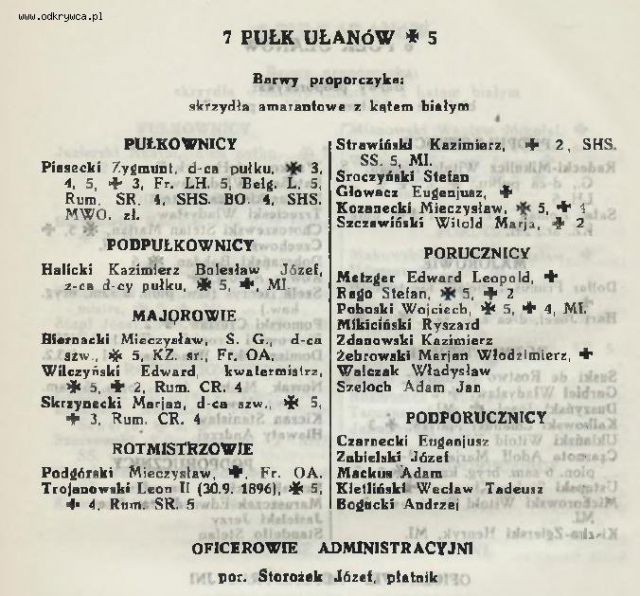 www.odkrywca.pl
7 PUŁK UŁANÓW ✠ 5
Barwy proporczyka:
skrzydła amarantowe z kątem białym
PUŁKOWNICY
Piasecki Zygmunt, d-ca pułku, ✠ 3,
4, 5, ✚ 3, Fr. LH. 5, Belg. L. 5,
Rum. SR. 4, SHS. BO. 4, SHS.
MWO. zł.
PODPUŁKOWNICY
Halicki Kazimierz Bolesław Józef,
z-ca d-cy pułku, ✠ 5, ✚, MI.
MAJOROWIE
Biernacki Mieczysław, S. G., d-ca
szw., ✠ 5, KZ. sr., Fr. OA.
Wilczyński Edward, kwatermistrz,
✠ 5, ✚ 2, Rum. CR. 4
Skrzynecki Marjan, d-ca szw., ✠ 5,
✚ 3, Rum. CR. 4
ROTMISTRZOWIE
Podgórski Mieczysław, ✚, Fr. OA.
Trojanowski Leon II (30.9. 1896), ✠ 5,
✚ 4, Rum. SR. 5
Strawiński Kazimierz, ✚ 2, SHS.
SS. 5, MI.
Sroczyński Stefan
Głowacz Eugenjusz, ✚
Kozanecki Mieczysław, ✠ 5, ✚ 4
Szczawiński Witold Marja, ✚ 2
PORUCZNICY
Metzger Edward Leopold, ✚
Rago Stefan, ✠ 5, ✚ 2
Poboski Wojciech, ✠ 5, ✚ 4, MI.
Mikiciński Ryszard
Zdanowski Kazimierz
Żebrowski Marjan Włodzimierz, ✚
Walczak Władysław
Szeloch Adam Jan
PODPORUCZNICY
Czarnecki Eugenjusz
Zabielski Józef
Mackus Adam
Kietliński Wecław Tadeusz
Bogacki Andrzej
OFICEROWIE ADMINISTRACYJNI
por. Storożek Józef, płatnik